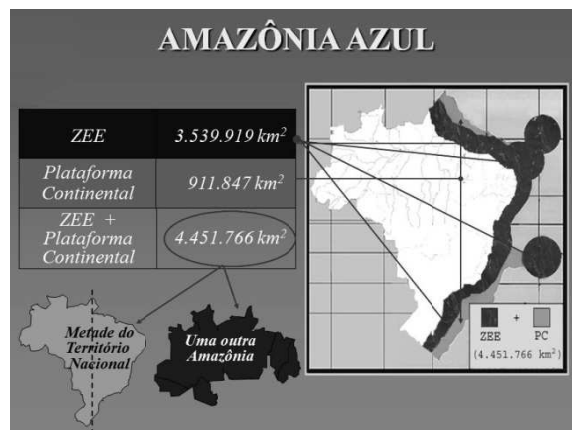 AMAZÔNIA AZUL
ZEE 3.539.919 km²
Plataforma
Continental 911.847 km²
ZEE +
Plataforma
Continental 4.451.766 km²
Metade do
Território
Nacional
Uma outra
Amazônia
+
ZEE PC
(4.451.766 km²)